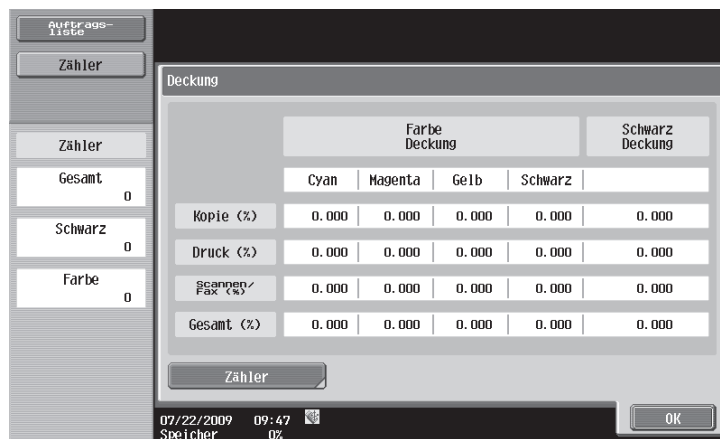 Auftrags-
liste
Zähler
Zähler
Gesamt
0
Schwarz
0
Farbe
0
Deckung
Farbe
Deckung
Schwarz
Deckung
Cyan Magenta Gelb Schwarz
Kopie (%) 0.000 0.000 0.000 0.000 0.000
Druck (%) 0.000 0.000 0.000 0.000 0.000
Scannen/
Fax (%) 0.000 0.000 0.000 0.000 0.000
Gesamt (%) 0.000 0.000 0.000 0.000 0.000
Zähler
07/22/2009 09:47
Speicher 0%
OK